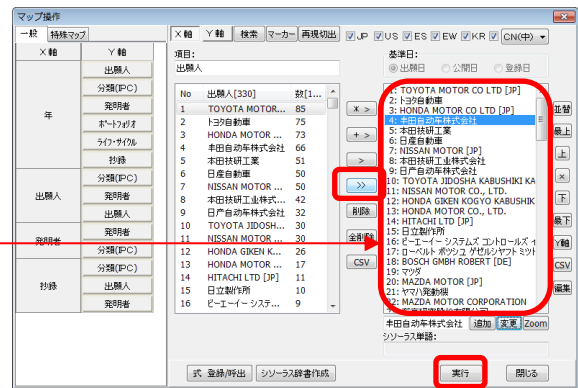 マップ操作
一般 特殊マップ
X軸 Y軸
年 出願人
分類(IPC)
発明者
ポートフォリオ
ライフ・サイクル
抄録
出願人 分類(IPC)
発明者
出願人
発明者 発明者
分類(IPC)
抄録 分類(IPC)
出願人
発明者
X軸 Y軸 検索 マーカー 再現切出 JP US ES EW KR CN(中)
項目:
出願人
基準日:
出願日 公開日 登録日
No 出願人[330] 数[1...
1 TOYOTA MOTOR... 85
2 トヨタ自動車 75
3 HONDA MOTOR ... 73
4 本田自动车株式会社 66
5 本田技研工業 51
6 日産自動車 50
7 NISSAN MOTOR ... 50
8 本田技研工业株式... 42
9 日产自动车株式会社 32
10 TOYOTA JIDOSH... 30
11 NISSAN MOTOR ... 30
12 HONDA GIKEN K... 26
13 HONDA MOTOR ... 17
14 HITACHI LTD [JP] 11
15 日立製作所 10
16 ビーエーイー システ... 9
X >
+ >
>
>>
削除
全削除
CSV
1: TOYOTA MOTOR CO LTD [JP]
2: トヨタ自動車
3: HONDA MOTOR CO LTD [JP]
4: 本田自动车株式会社
5: 本田技研工業
6: 日産自動車
7: NISSAN MOTOR [JP]
8: 本田技研工业株式会社
9: 日产自动车株式会社
10: TOYOTA JIDOSHA KABUSHIKI KA
11: NISSAN MOTOR CO., LTD.
12: HONDA GIKEN KOGYO KABUSHIK
13: HONDA MOTOR CO., LTD.
14: HITACHI LTD [JP]
15: 日立製作所
16: ビーエーイー システムズ コントロールズ イ
17: ローベルト ボッシュ ゲゼルシャフト ミット
18: BOSCH GMBH ROBERT [DE]
19: マツダ
20: MAZDA MOTOR [JP]
21: ヤマハ発動機
22: MAZDA MOTOR CORPORATION
並替
最上
上
×
下
最下
Y軸
CSV
編集
本田自动车株式会社 追加 変更 Zoom
シソーラス単語:
式 登録/呼出 シソーラス辞書作成 実行 閉じる